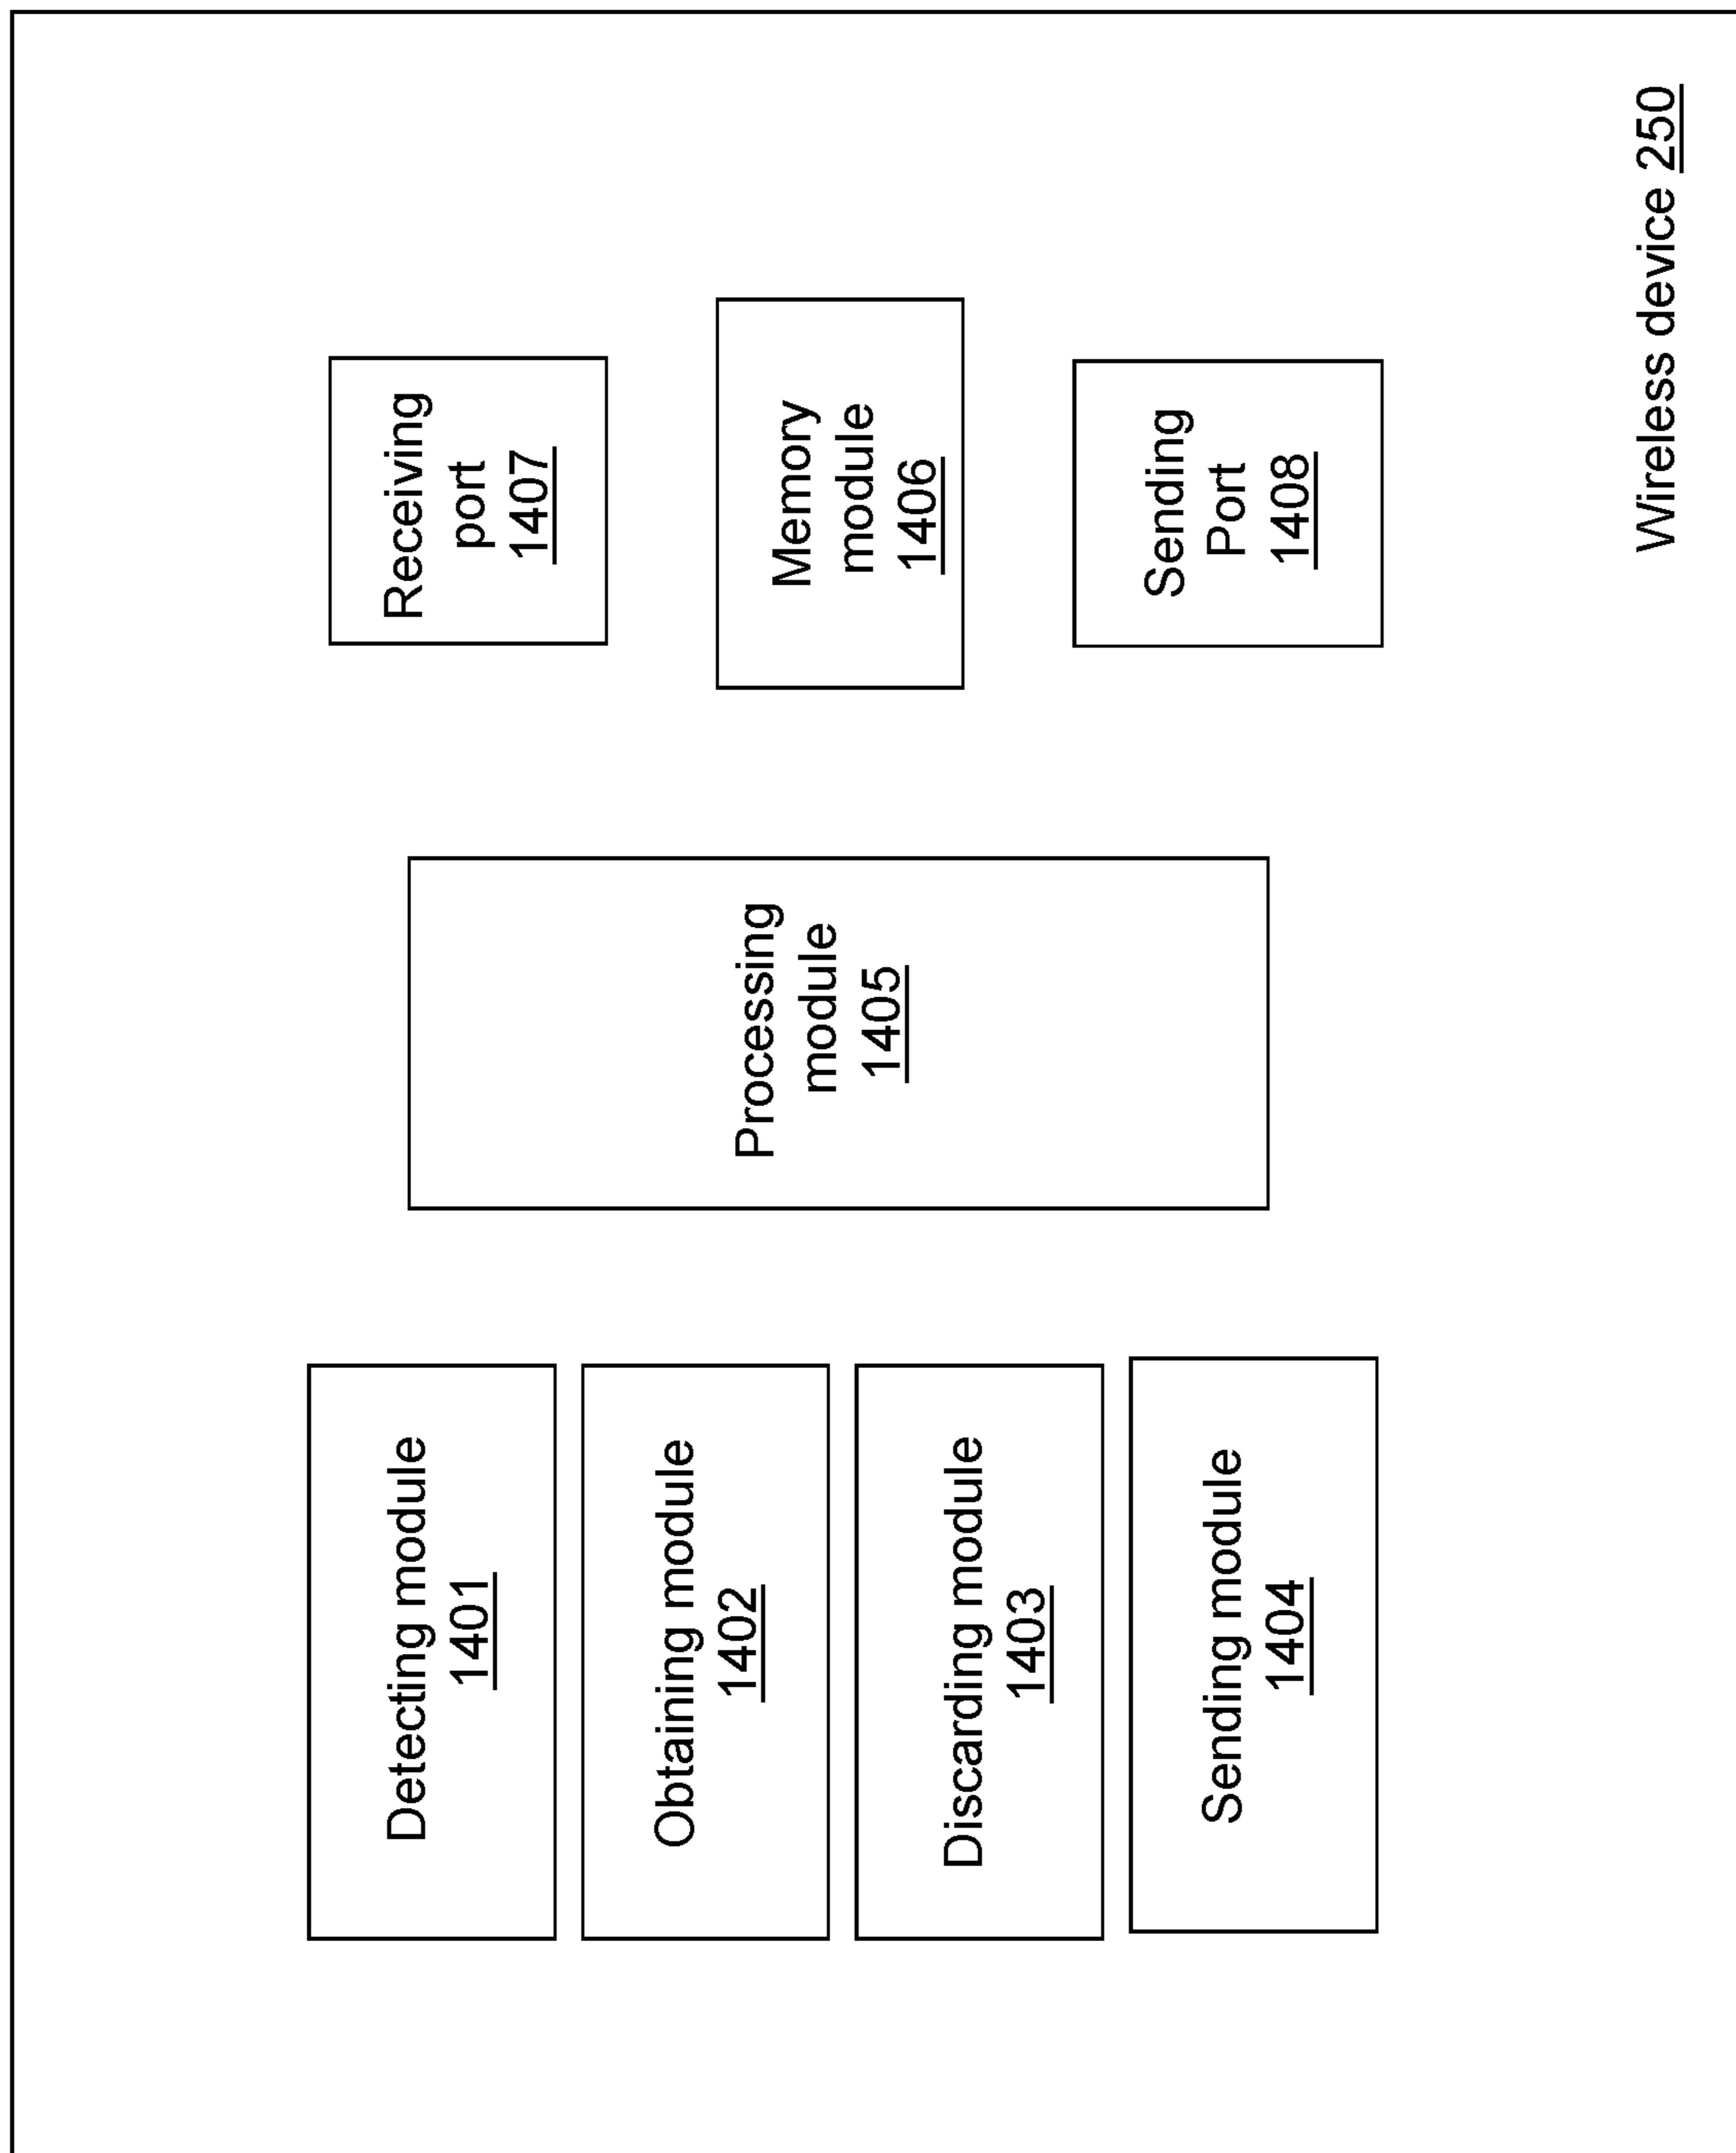 Detecting module
1401
Obtaining module
1402
Discarding module
1403
Sending module
1404
Processing
module
1405
Receiving
port
1407
Memory
module
1406
Sending
Port
1408
Wireless device 250